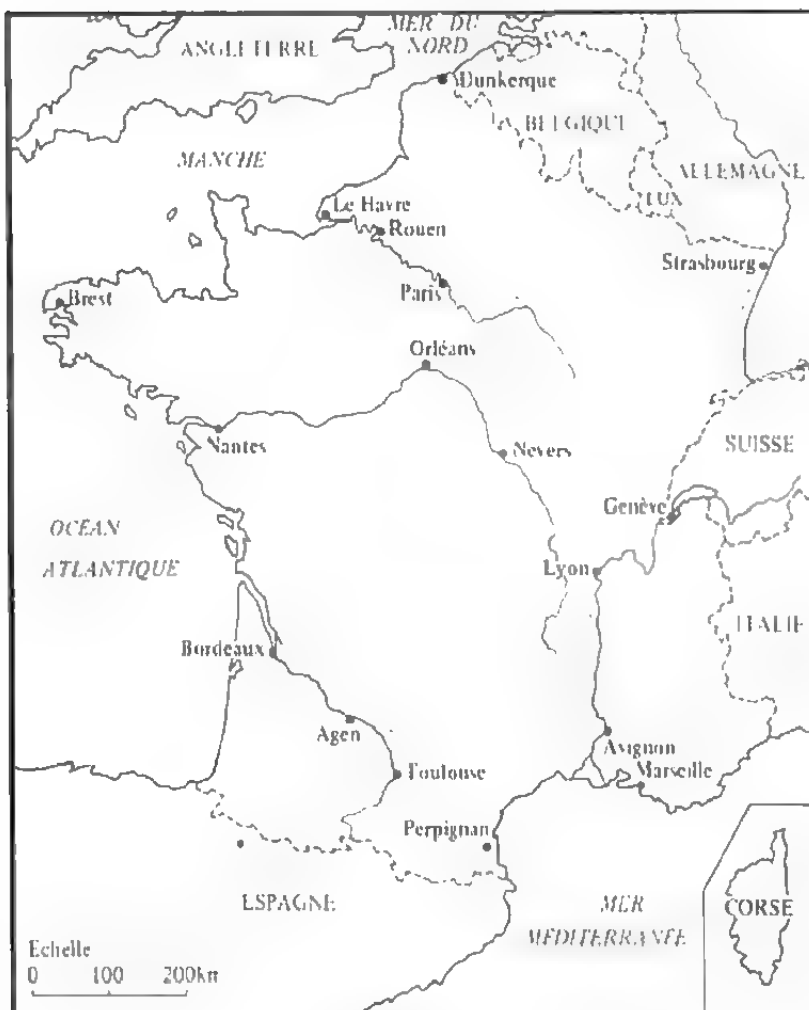 MER DU
NORD
ANGLETERRE
Dunkerque
BELGIQUE
MANCHE
ALLEMAGNE
LUX
Le Havre
Rouen
Strasbourg
Brest
Paris
Orléans
Nantes
Nevers
SUISSE
Genève
OCÉAN
ATLANTIQUE
Lyon
ITALIE
Bordeaux
Agen
Avignon
Marseille
Toulouse
Perpignan
ESPAGNE
MER
MÉDITERRANÉE
CORSE
Echelle
0 100 200km